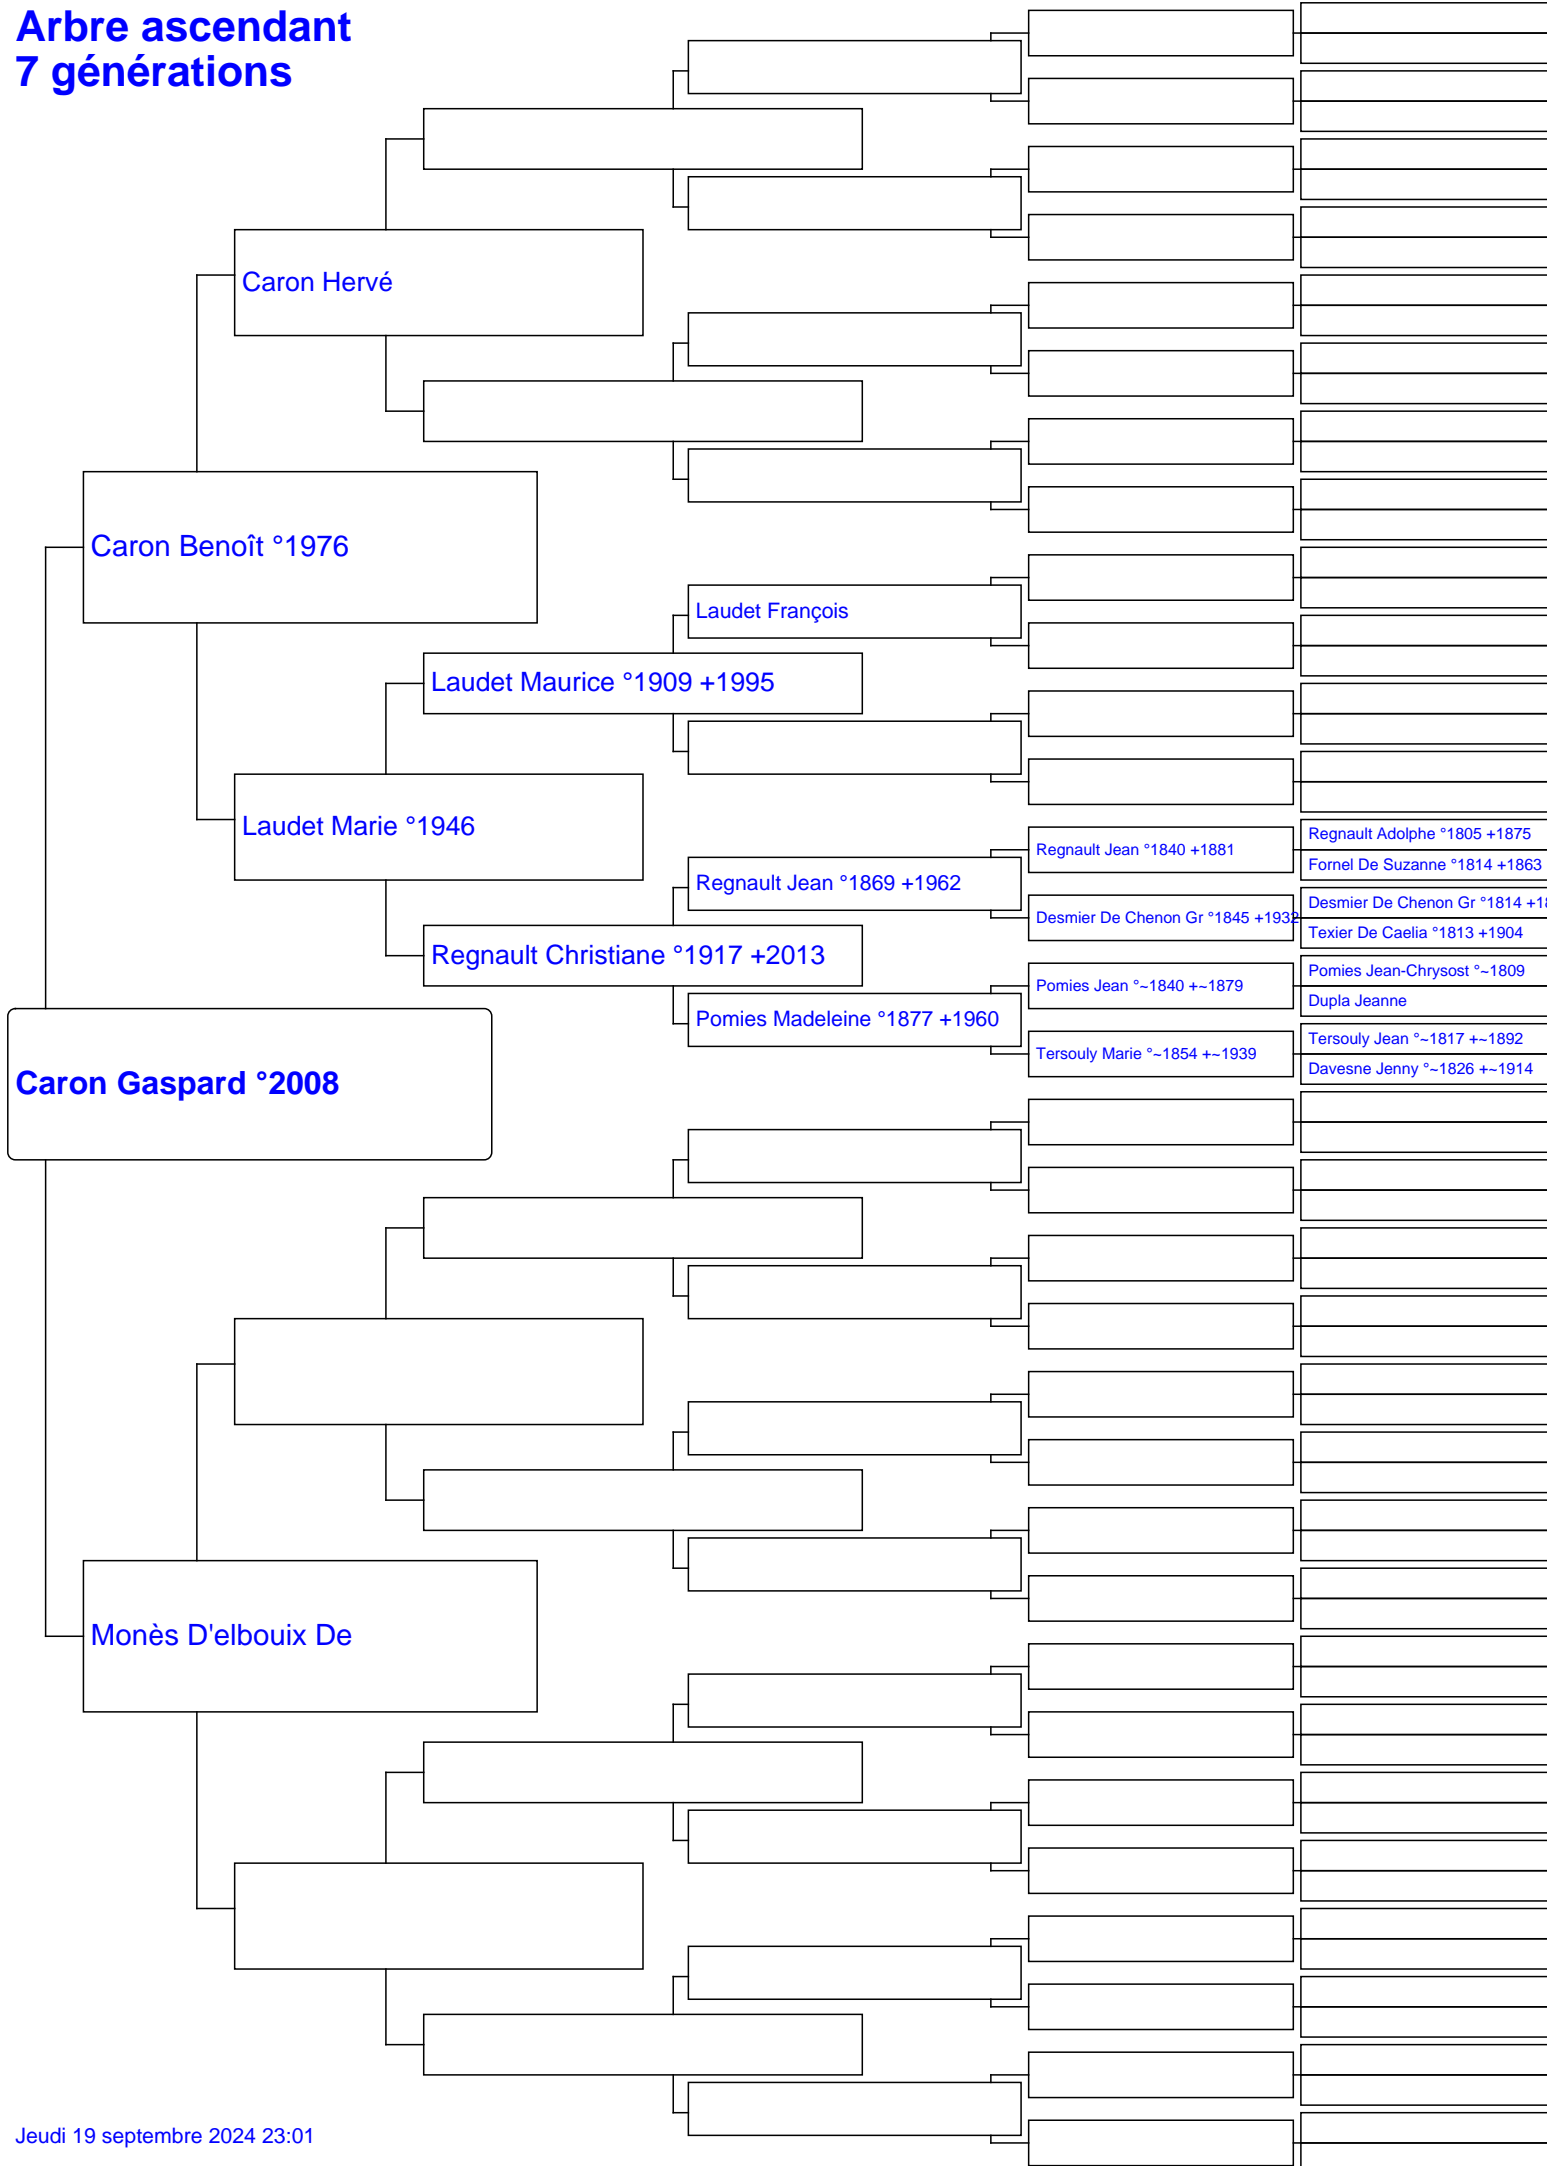 Arbre ascendant
7 générations
Caron Hervé
Caron Benoît °1976
Laudet François
Laudet Maurice °1909 +1995
Laudet Marie °1946
Regnault Adolphe °1805 +1875
Regnault Jean °1840 +1881
Fornel De Suzanne °1814 +1863
Regnault Jean °1869 +1962
Desmier De Chenon Gr °1814
Desmier De Chenon Gr °1845 +1932
Texier De Caelia °1813 +1904
Regnault Christiane °1917 +2013
Pomies Jean-Chrysost °~1809
Pomies Jean °~1840 +~1879
Dupla Jeanne
Pomies Madeleine °1877 +1960
Tersouly Jean °~1817 +~1892
Tersouly Marie °~1854 +~1939
Davesne Jenny °~1826 +~1914
Caron Gaspard °2008
Monès D'elbouix De
Jeudi 19 septembre 2024 23:01